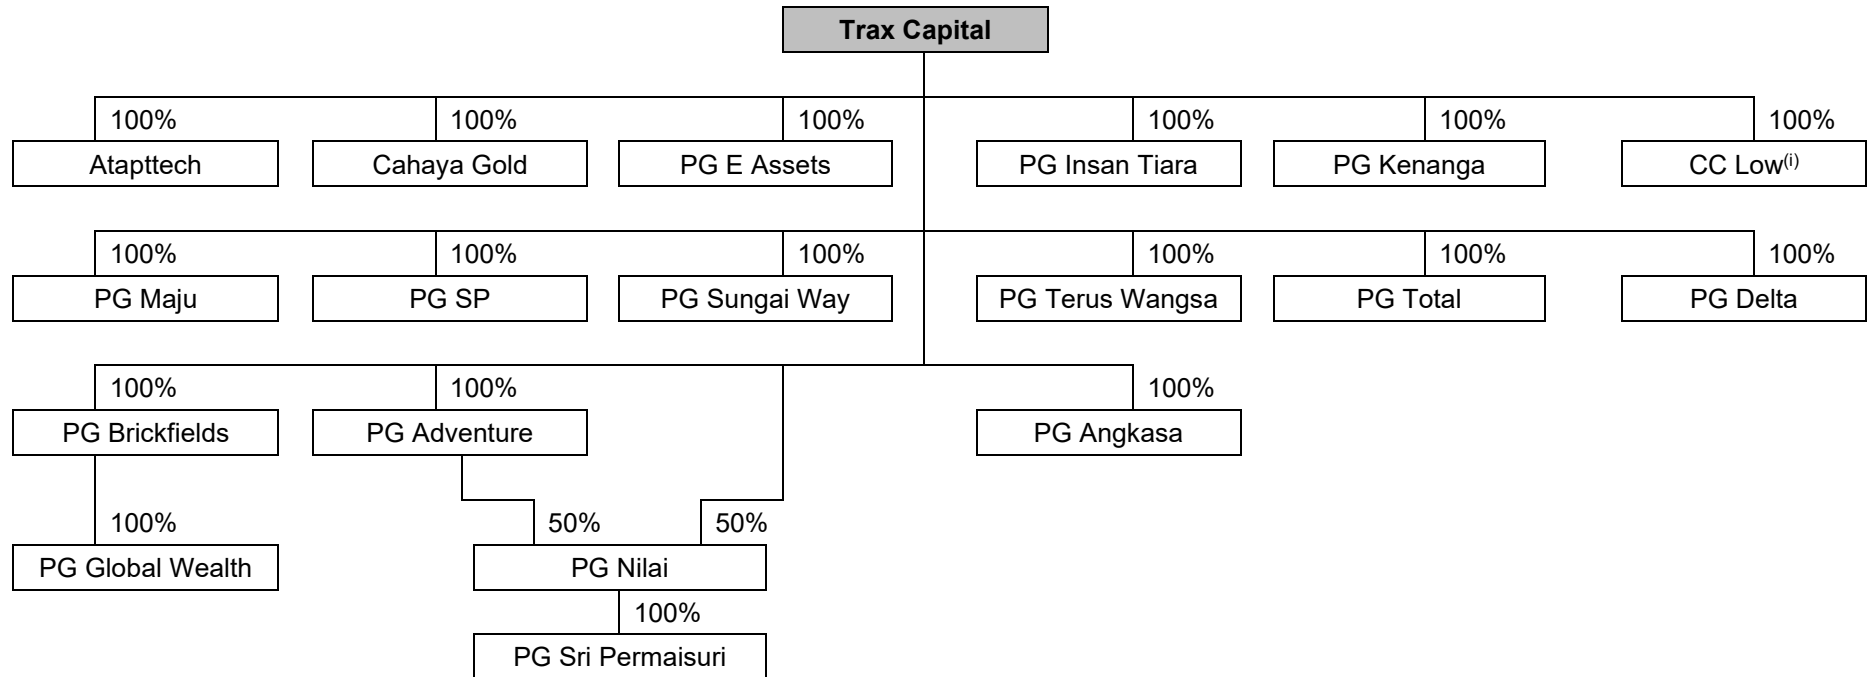 Trax Capital
100% 100% 100% 100% 100% 100%
Atapttech Cahaya Gold PG E Assets PG Insan Tiara PG Kenanga CC Low(i)
100% 100% 100% 100% 100% 100%
PG Maju PG SP PG Sungai Way PG Terus Wangsa PG Total PG Delta
100% 100% 100%
PG Brickfields PG Adventure PG Angkasa
100% 50% 50%
PG Global Wealth PG Nilai
100%
PG Sri Permaisuri